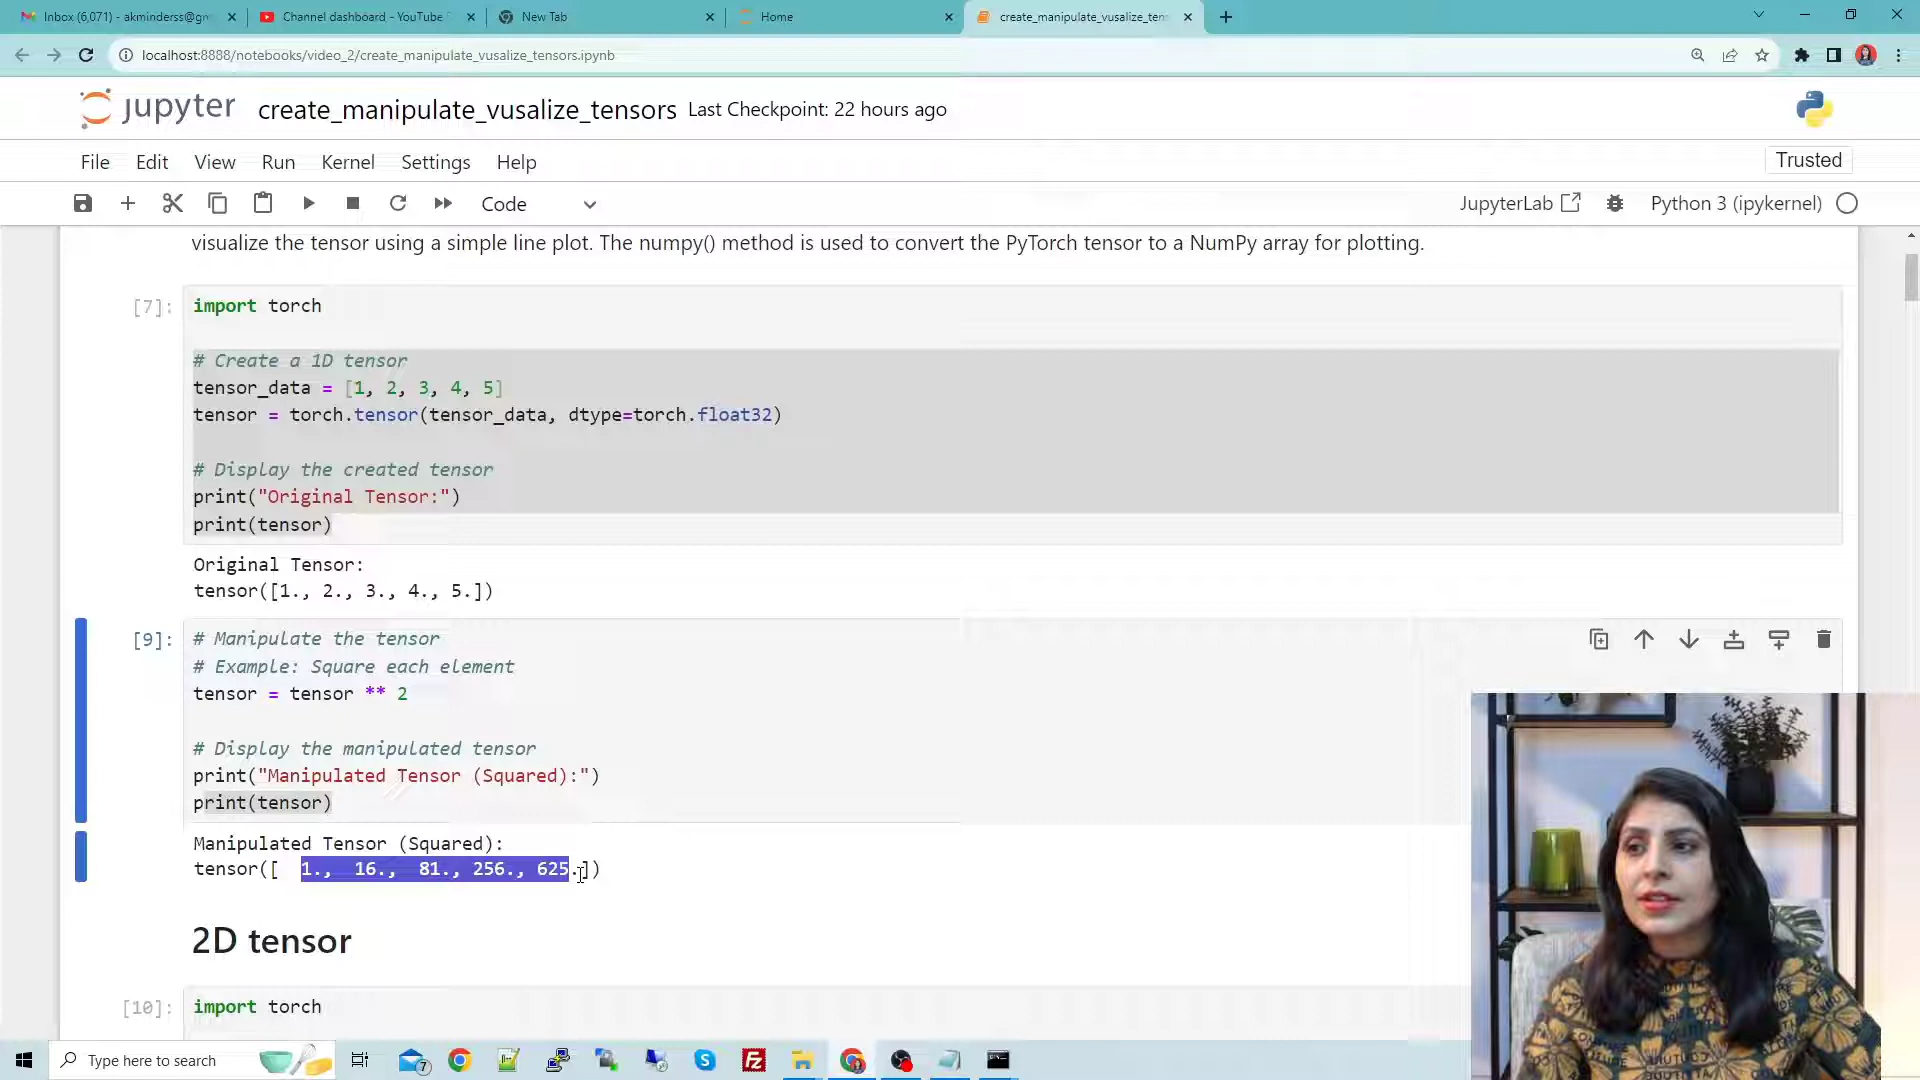 Inbox (6,071) - akminderss@gm
Channel dashboard - YouTube
New Tab
Home
create_manipulate_vusalize_ten
localhost:8888/notebooks/video_2/create_manipulate_vusalize_tensors.ipynb
jupyter create_manipulate_vusalize_tensors Last Checkpoint: 22 hours ago
File Edit View Run Kernel Settings Help
Trusted
Code
JupyterLab
Python 3 (ipykernel)
visualize the tensor using a simple line plot. The numpy() method is used to convert the PyTorch tensor to a NumPy array for plotting.
[7]: import torch
# Create a 1D tensor
tensor_data = [1, 2, 3, 4, 5]
tensor = torch.tensor(tensor_data, dtype=torch.float32)
# Display the created tensor
print("Original Tensor:")
print(tensor)
Original Tensor:
tensor([1., 2., 3., 4., 5.])
[9]: # Manipulate the tensor
# Example: Square each element
tensor = tensor ** 2
# Display the manipulated tensor
print("Manipulated Tensor (Squared):")
print(tensor)
Manipulated Tensor (Squared):
tensor([ 1., 16., 81., 256., 625.])
2D tensor
[10]: import torch
Type here to search
7